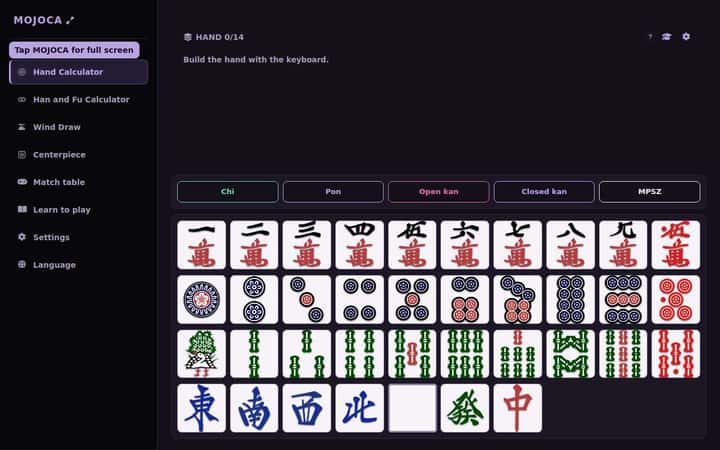 MOJOCA
Tap MOJOCA for full screen
Hand Calculator
Han and Fu Calculator
Wind Draw
Centerpiece
Match table
Learn to play
Settings
Language
HAND 0/14
?
Build the hand with the keyboard.
Chi Pon Open kan Closed kan MPSZ
一萬 二萬 三萬 四萬 伍萬 六萬 七萬 八萬 九萬 伍萬
東 南 西 北 發 中